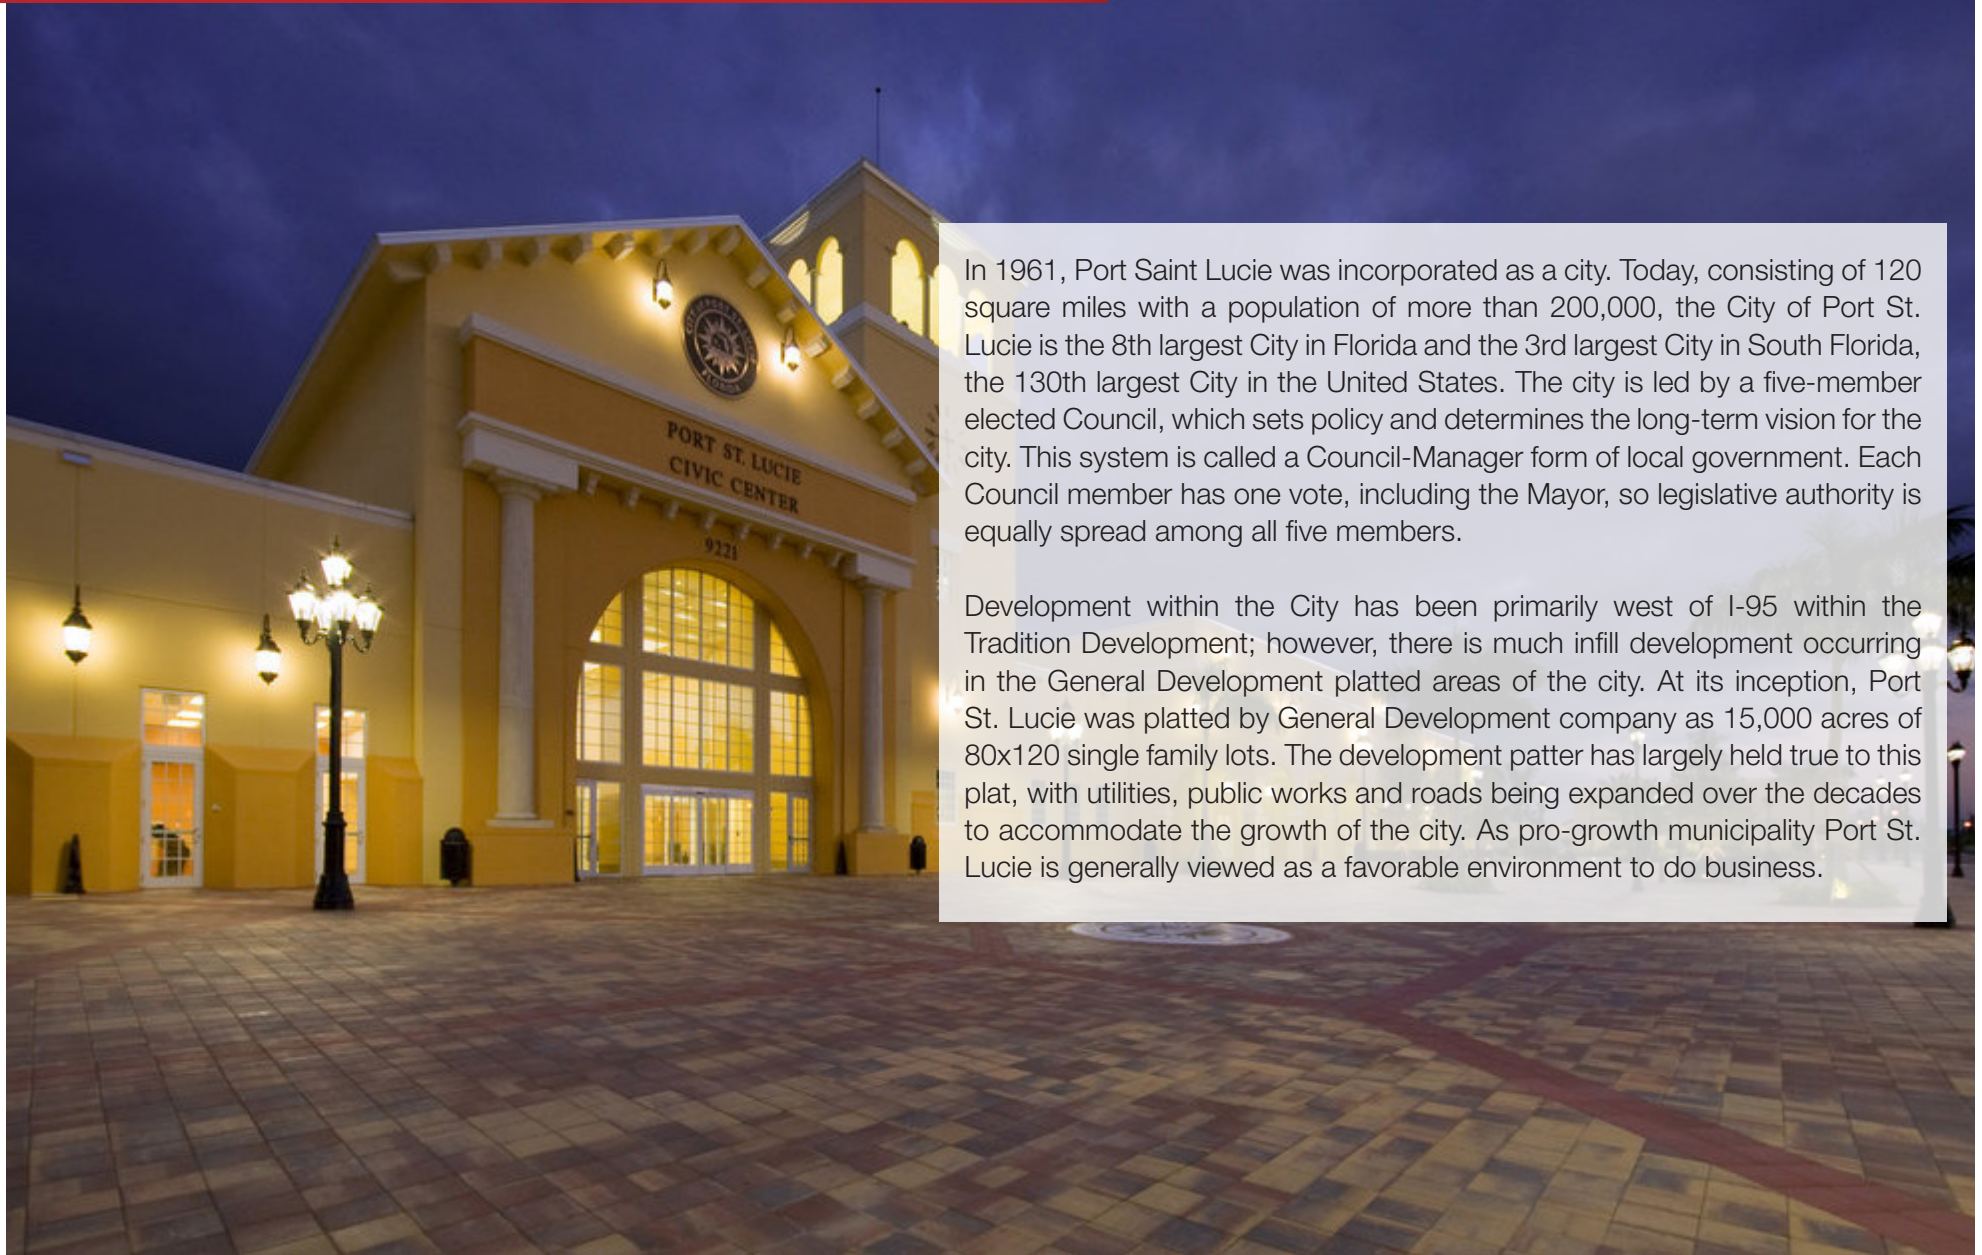 PORT ST. LUCIE
CIVIC CENTER
9221
FLORIDA
In 1961, Port Saint Lucie was incorporated as a city. Today, consisting of 120
square miles with a population of more than 200,000, the City of Port St.
Lucie is the 8th largest City in Florida and the 3rd largest City in South Florida,
the 130th largest City in the United States. The city is led by a five-member
elected Council, which sets policy and determines the long-term vision for the
city. This system is called a Council-Manager form of local government. Each
Council member has one vote, including the Mayor, so legislative authority is
equally spread among all five members.
Development within the City has been primarily west of I-95 within the
Tradition Development; however, there is much infill development occurring
in the General Development platted areas of the city. At its inception, Port
St. Lucie was platted by General Development company as 15,000 acres of
80x120 single family lots. The development patter has largely held true to this
plat, with utilities, public works and roads being expanded over the decades
to accommodate the growth of the city. As pro-growth municipality Port St.
Lucie is generally viewed as a favorable environment to do business.